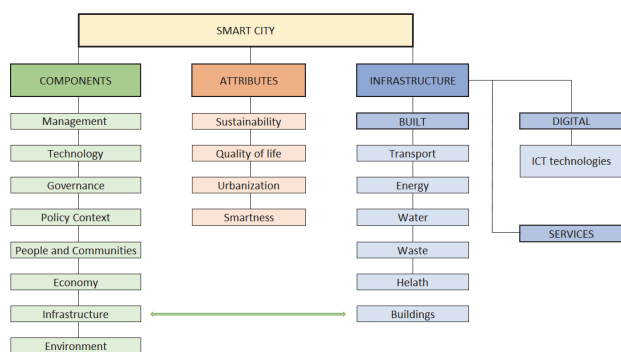 SMART CITY
COMPONENTS
Management
Technology
Governance
Policy Context
People and Communities
Economy
Infrastructure
Environment
ATTRIBUTES
Sustainability
Quality of life
Urbanization
Smartness
INFRASTRUCTURE
BUILT
Transport
Energy
Water
Waste
Helath
Buildings
DIGITAL
ICT technologies
SERVICES